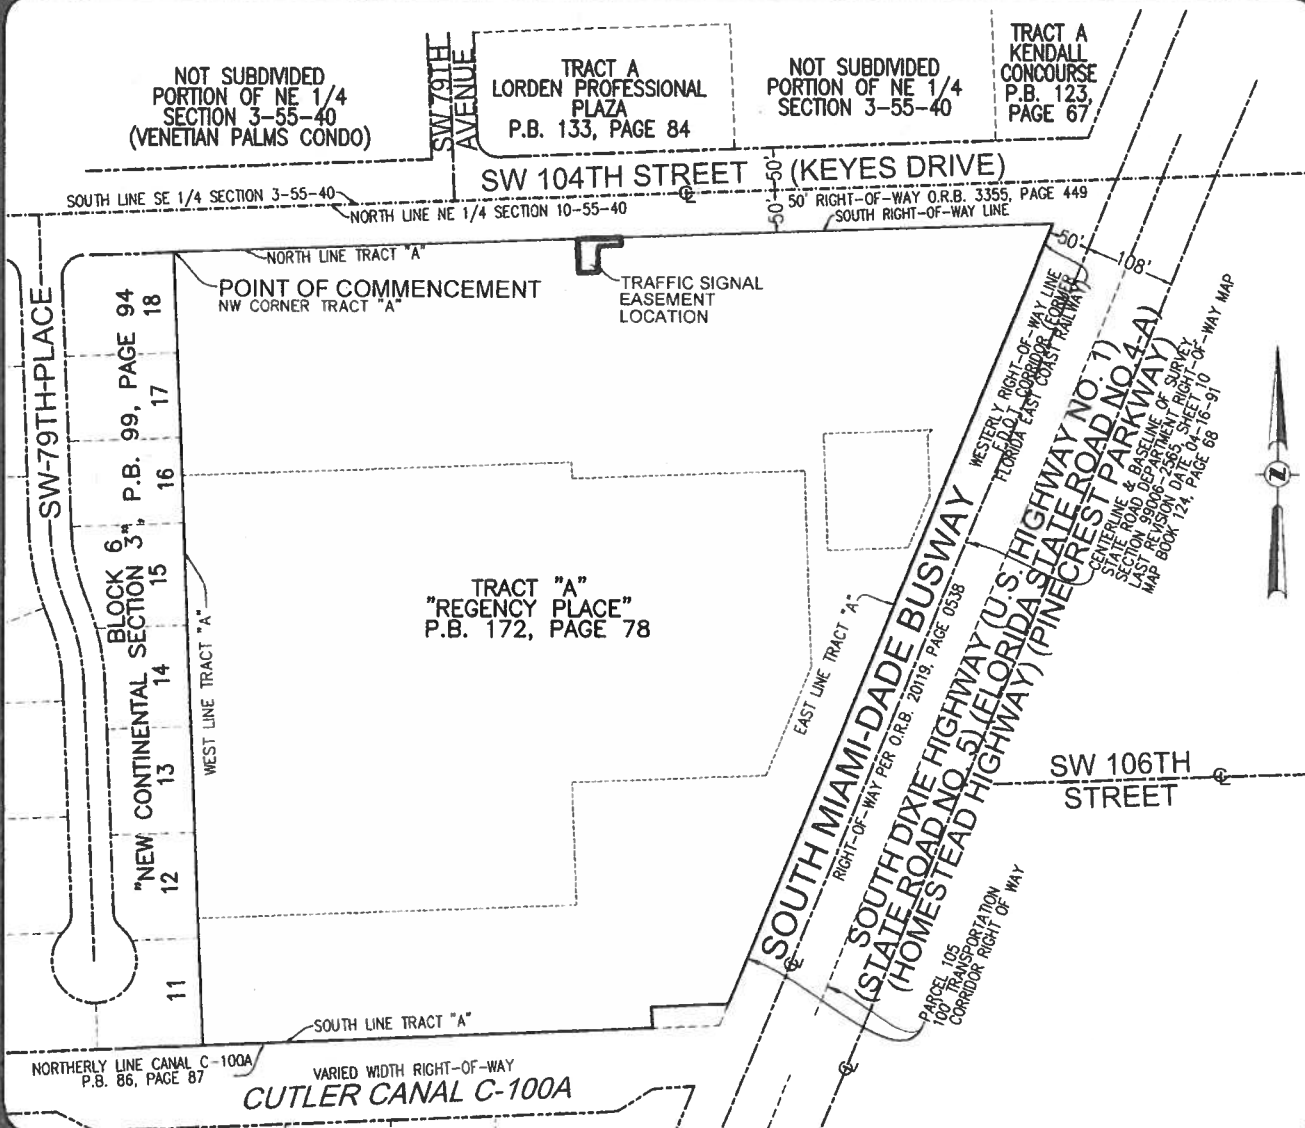 NOT SUBDIVIDED
PORTION OF NE 1/4
SECTION 3-55-40
(VENETIAN PALMS CONDO)
SW 79TH
AVENUE
TRACT A
LORDEN PROFESSIONAL
PLAZA
P.B. 133, PAGE 84
NOT SUBDIVIDED
PORTION OF NE 1/4
SECTION 3-55-40
TRACT A
KENDALL
CONCOURSE
P.B. 123,
PAGE 67
SW 104TH STREET (KEYES DRIVE)
50'
50'
SOUTH LINE SE 1/4 SECTION 3-55-40
NORTH LINE NE 1/4 SECTION 10-55-40
50' RIGHT-OF-WAY O.R.B. 3355, PAGE 449
SOUTH RIGHT-OF-WAY LINE
NORTH LINE TRACT "A"
POINT OF COMMENCEMENT
NW CORNER TRACT "A"
TRAFFIC SIGNAL
EASEMENT
LOCATION
50'
108'
SW 79TH PLACE
BLOCK 6
"NEW CONTINENTAL SECTION 3", P.B. 99, PAGE 94
18
17
16
15
14
13
12
11
WEST LINE TRACT "A"
TRACT "A"
"REGENCY PLACE"
P.B. 172, PAGE 78
EAST LINE TRACT "A"
WESTERLY RIGHT-OF-WAY LINE
F.D.O.T. CORRIDOR (FORMER
FLORIDA EAST COAST RAILWAY)
SOUTH MIAMI-DADE BUSWAY
RIGHT-OF-WAY PER O.R.B. 20119, PAGE 0538
SOUTH DIXIE HIGHWAY (U.S. HIGHWAY NO. 1)
(STATE ROAD NO. 5) (FLORIDA STATE ROAD NO. 4-A)
(HOMESTEAD HIGHWAY) (PINECREST PARKWAY)
CENTERLINE & BASELINE OF SURVEY
STATE ROAD DEPARTMENT RIGHT-OF-WAY MAP
SECTION 99006-2565, SHEET 10
LAST REVISION DATE 04-16-91
MAP BOOK 124, PAGE 68
N
SW 106TH
STREET
PARCEL 105
100' TRANSPORTATION
CORRIDOR RIGHT OF WAY
SOUTH LINE TRACT "A"
NORTHERLY LINE CANAL C-100A
P.B. 86, PAGE 87
VARIED WIDTH RIGHT-OF-WAY
CUTLER CANAL C-100A